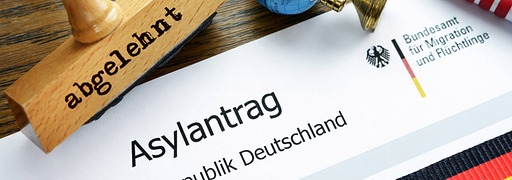 abgelehnt
Bundesamt
für Migration
und Flüchtlinge
Asylantrag
publik Deutschland